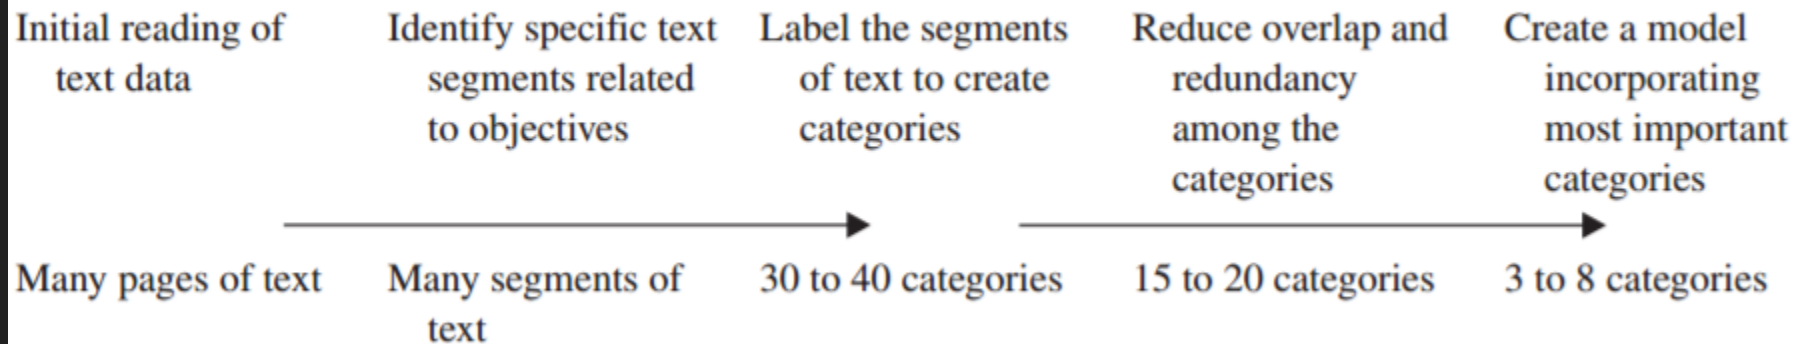 Initial reading of
text data
Identify specific text
segments related
to objectives
Label the segments
of text to create
categories
Reduce overlap and
redundancy
among the
categories
Create a model
incorporating
most important
categories
Many pages of text
Many segments of
text
30 to 40 categories
15 to 20 categories
3 to 8 categories